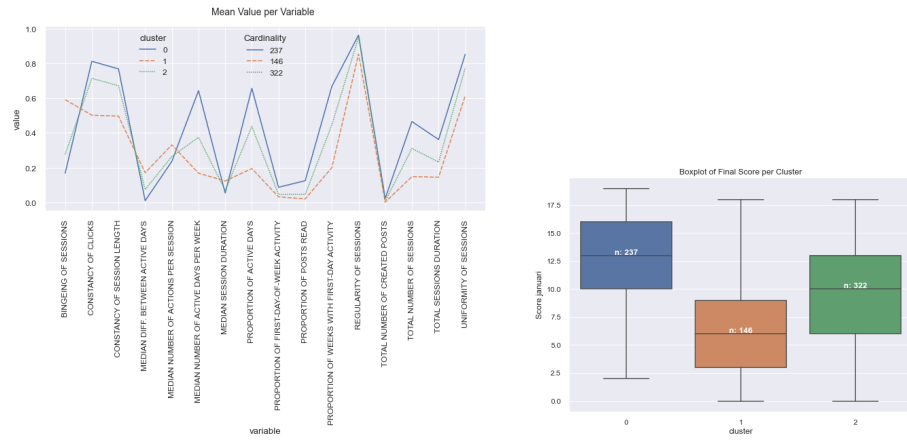 Mean Value per Variable
cluster
0
1
2
Cardinality
237
146
322
value
1.0
0.8
0.6
0.4
0.2
0.0
BINGEING OF SESSIONS
CONSTANCY OF CLICKS
CONSTANCY OF SESSION LENGTH
MEDIAN DIFF. BETWEEN ACTIVE DAYS
MEDIAN NUMBER OF ACTIONS PER SESSION
MEDIAN NUMBER OF ACTIVE DAYS PER WEEK
MEDIAN SESSION DURATION
PROPORTION OF ACTIVE DAYS
PROPORTION OF FIRST-DAY-OF-WEEK ACTIVITY
PROPORTION OF POSTS READ
PROPORTION OF WEEKS WITH FIRST-DAY ACTIVITY
REGULARITY OF SESSIONS
TOTAL NUMBER OF CREATED POSTS
TOTAL NUMBER OF SESSIONS
TOTAL SESSIONS DURATION
UNIFORMITY OF SESSIONS
variable
Boxplot of Final Score per Cluster
Score januari
17.5
15.0
12.5
10.0
7.5
5.0
2.5
0.0
n: 237
n: 146
n: 322
0
1
2
cluster